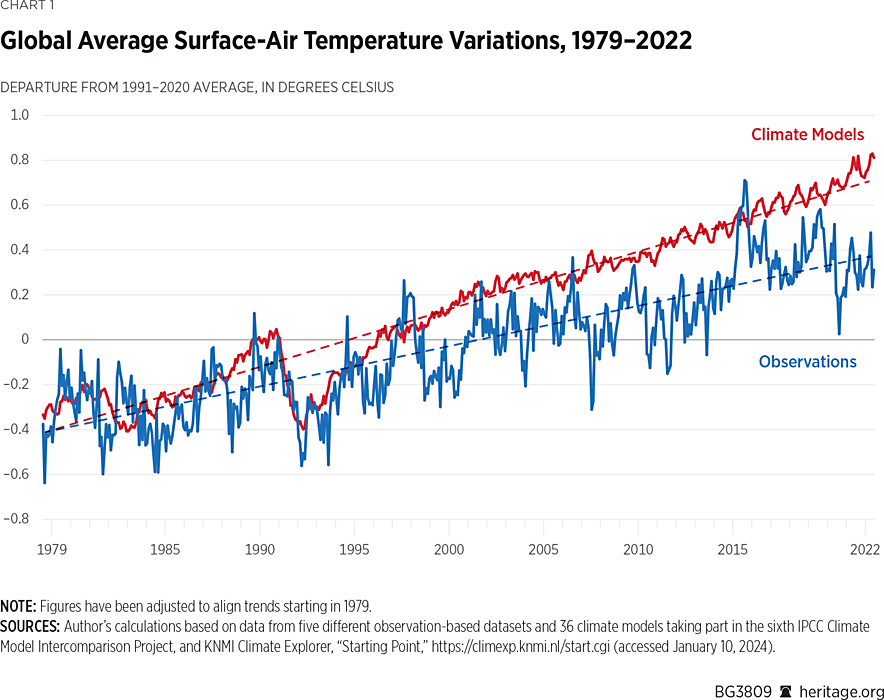 CHART 1
Global Average Surface-Air Temperature Variations, 1979–2022
DEPARTURE FROM 1991–2020 AVERAGE, IN DEGREES CELSIUS
1.0
Climate Models
0.8
0.6
0.4
0.2
0
Observations
−0.2
−0.4
−0.6
−0.8
1979 1985 1990 1995 2000 2005 2010 2015 2022
NOTE: Figures have been adjusted to align trends starting in 1979.
SOURCES: Author’s calculations based on data from five different observation-based datasets and 36 climate models taking part in the sixth IPCC Climate
Model Intercomparison Project, and KNMI Climate Explorer, “Starting Point,” https://climexp.knmi.nl/start.cgi (accessed January 10, 2024).
BG3809 heritage.org